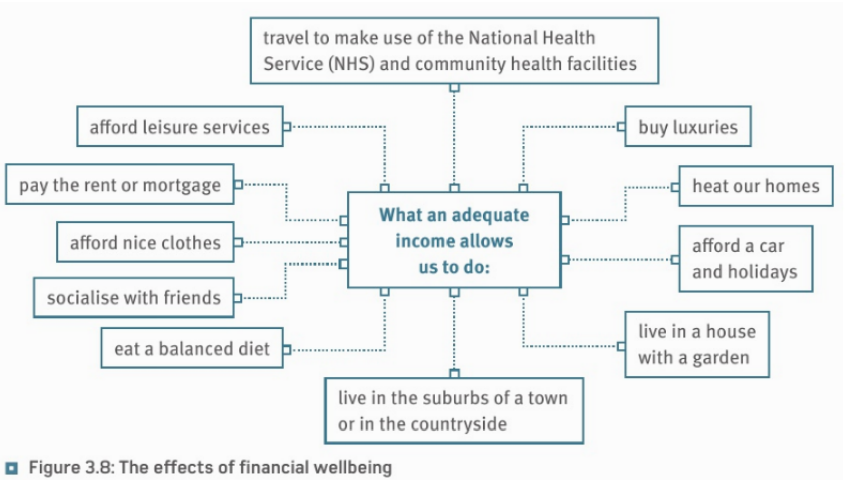 travel to make use of the National Health
Service (NHS) and community health facilities
afford leisure services
buy luxuries
pay the rent or mortgage
heat our homes
What an adequate
income allows
us to do:
afford nice clothes
afford a car
and holidays
socialise with friends
live in a house
with a garden
eat a balanced diet
live in the suburbs of a town
or in the countryside
Figure 3.8: The effects of financial wellbeing